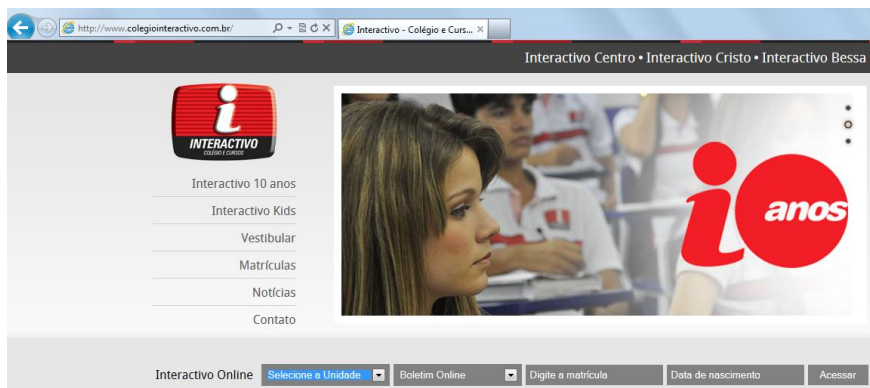 http://www.colegiointeractivo.com.br/
Interactivo - Colégio e Curs...
Interactivo Centro • Interactivo Cristo • Interactivo Bessa
i
INTERACTIVO
COLÉGIO E CURSOS
i anos
Interactivo 10 anos
Interactivo Kids
Vestibular
Matrículas
Notícias
Contato
Interactivo Online Selecione a Unidade Boletim Online Digite a matrícula Data de nascimento Acessar